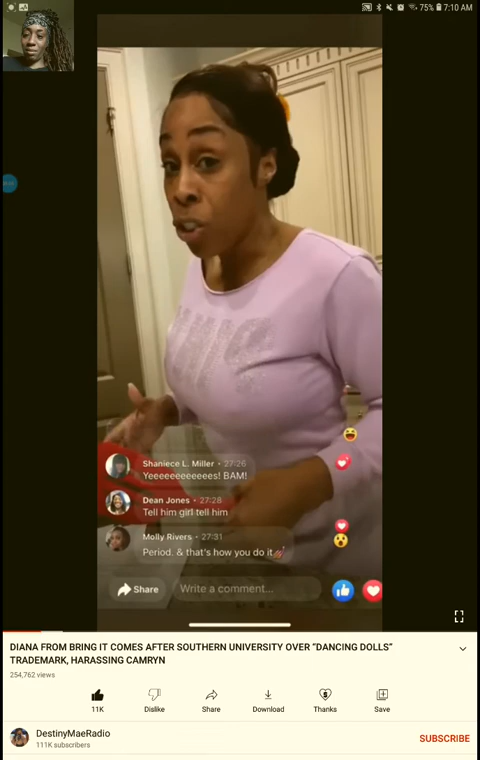 75% 7:10 AM
Shaniece L. Miller • 27:26
Yeeeeeeeeeeees! BAM!
Dean Jones • 27:28
Tell him girl tell him
Molly Rivers • 27:31
Period. & that's how you do it💅🏾
Share
Write a comment...
DIANA FROM BRING IT COMES AFTER SOUTHERN UNIVERSITY OVER “DANCING DOLLS”
TRADEMARK, HARASSING CAMRYN
254,762 views
11K Dislike Share Download Thanks Save
DestinyMaeRadio
111K subscribers
SUBSCRIBE